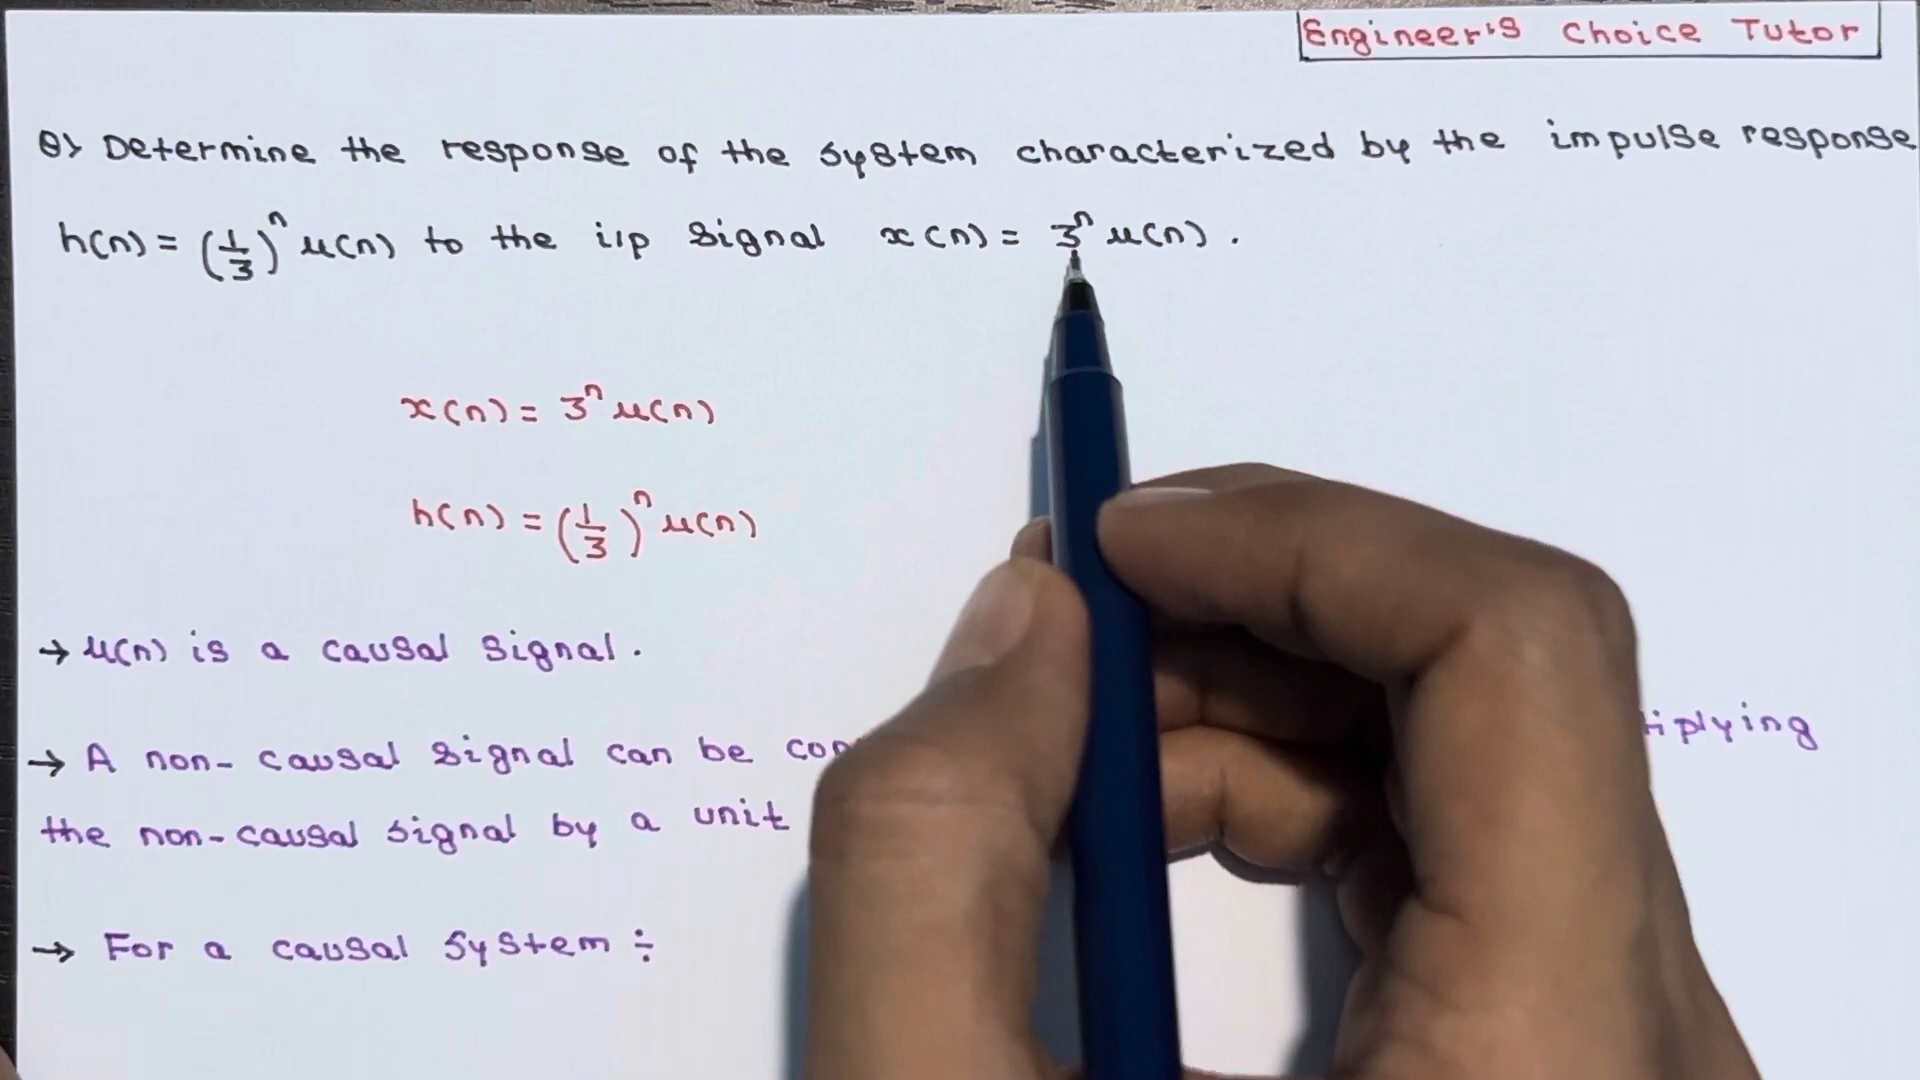 Engineer's Choice Tutor
Q> Determine the response of the system characterized by the impulse response
h(n) = (1/3)^n u(n) to the i/p signal x(n) = 3^n u(n).
x(n) = 3^n u(n)
h(n) = (1/3)^n u(n)
→ u(n) is a causal signal.
→ A non-causal signal can be
the non-causal signal by a unit
→ For a causal system ÷